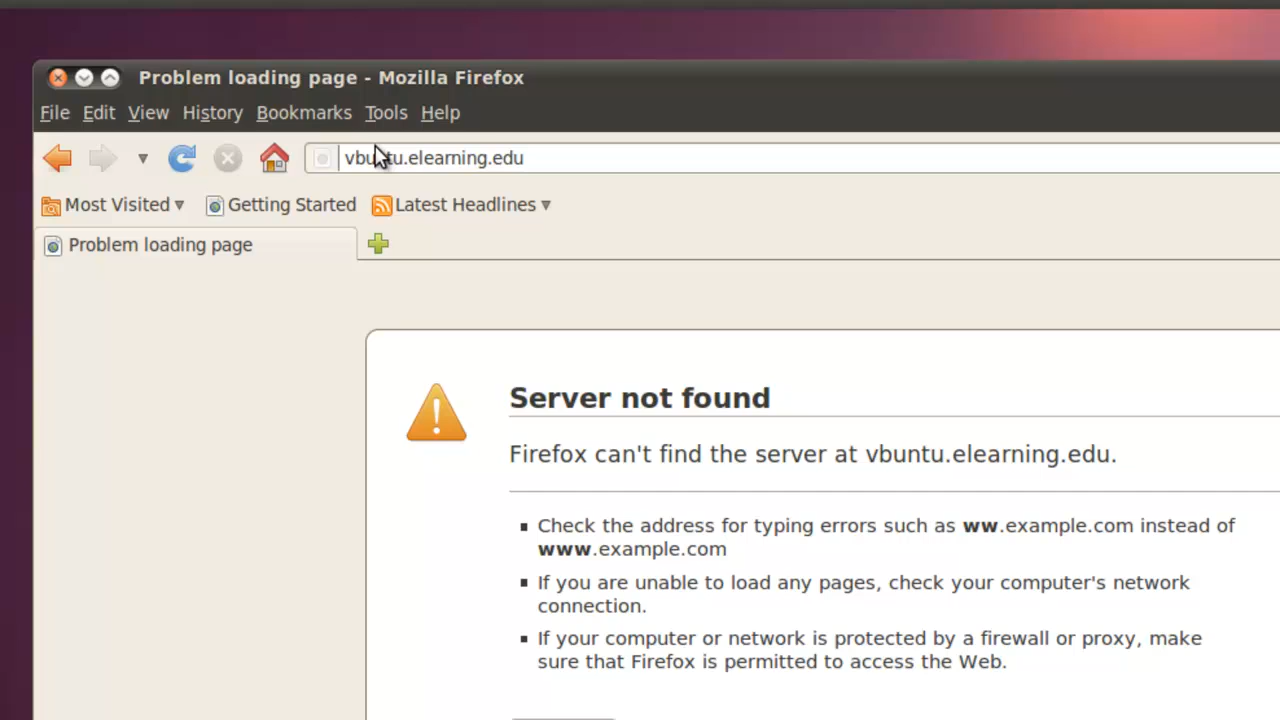 Problem loading page - Mozilla Firefox
File Edit View History Bookmarks Tools Help
vbuntu.elearning.edu
Most Visited Getting Started Latest Headlines
Problem loading page
Server not found
Firefox can't find the server at vbuntu.elearning.edu.
Check the address for typing errors such as ww.example.com instead of
www.example.com
If you are unable to load any pages, check your computer's network
connection.
If your computer or network is protected by a firewall or proxy, make
sure that Firefox is permitted to access the Web.